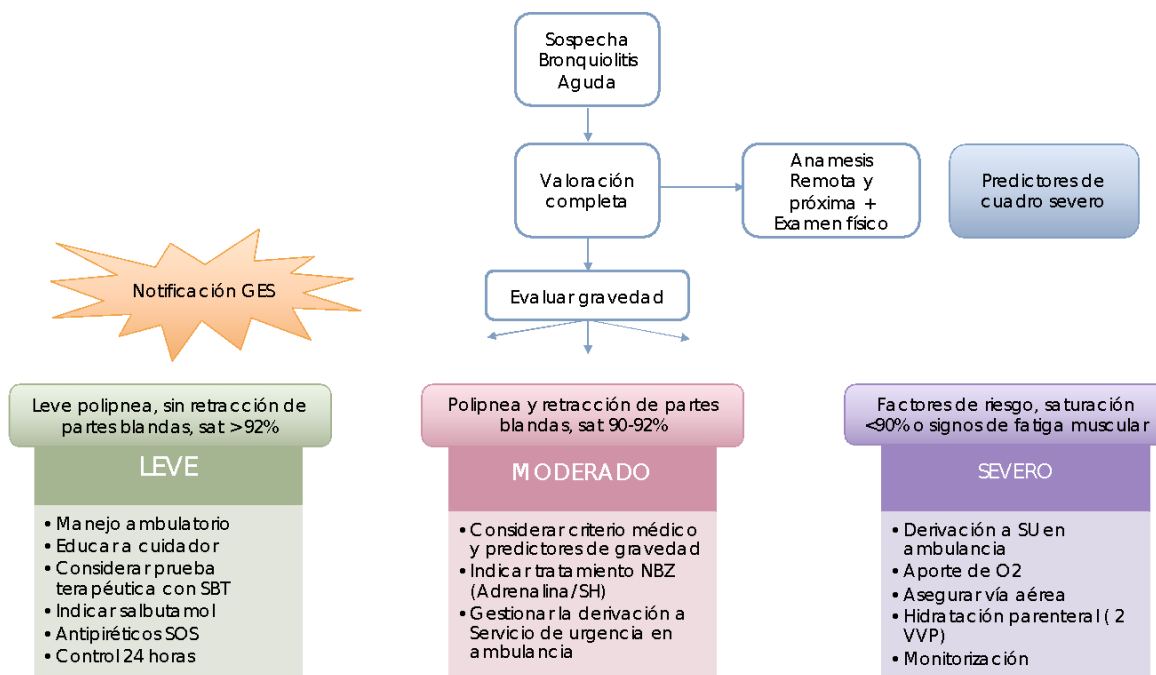 Sospecha
Bronquiolitis
Aguda
Valoración
completa
Anamesis
Remota y
próxima +
Examen físico
Predictores de
cuadro severo
Notificación GES
Evaluar gravedad
Leve polipnea, sin retracción de
partes blandas, sat >92%
LEVE
• Manejo ambulatorio
• Educar a cuidador
• Considerar prueba
terapéutica con SBT
• Indicar salbutamol
• Antipiréticos SOS
• Control 24 horas
Polipnea y retracción de partes
blandas, sat 90-92%
MODERADO
• Considerar criterio médico
y predictores de gravedad
• Indicar tratamiento NBZ
(Adrenalina/SH)
• Gestionar la derivación a
Servicio de urgencia en
ambulancia
Factores de riesgo, saturación
<90% o signos de fatiga muscular
SEVERO
• Derivación a SU en
ambulancia
• Aporte de O2
• Asegurar vía aérea
• Hidratación parenteral ( 2
VVP)
• Monitorización